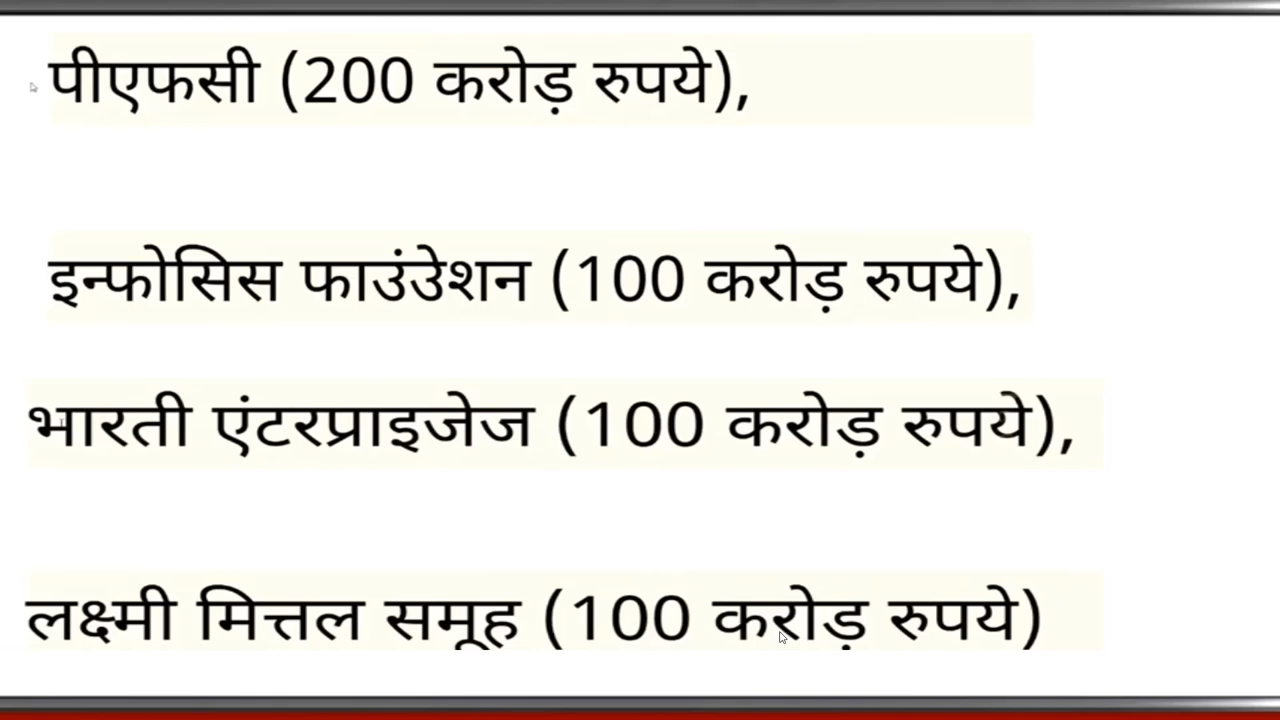 पीएफसी (200 करोड़ रुपये),
इन्फोसिस फाउंउेशन (100 करोड़ रुपये),
भारती एंटरप्राइजेज (100 करोड़ रुपये),
लक्ष्मी मित्तल समूह (100 करोड़ रुपये)